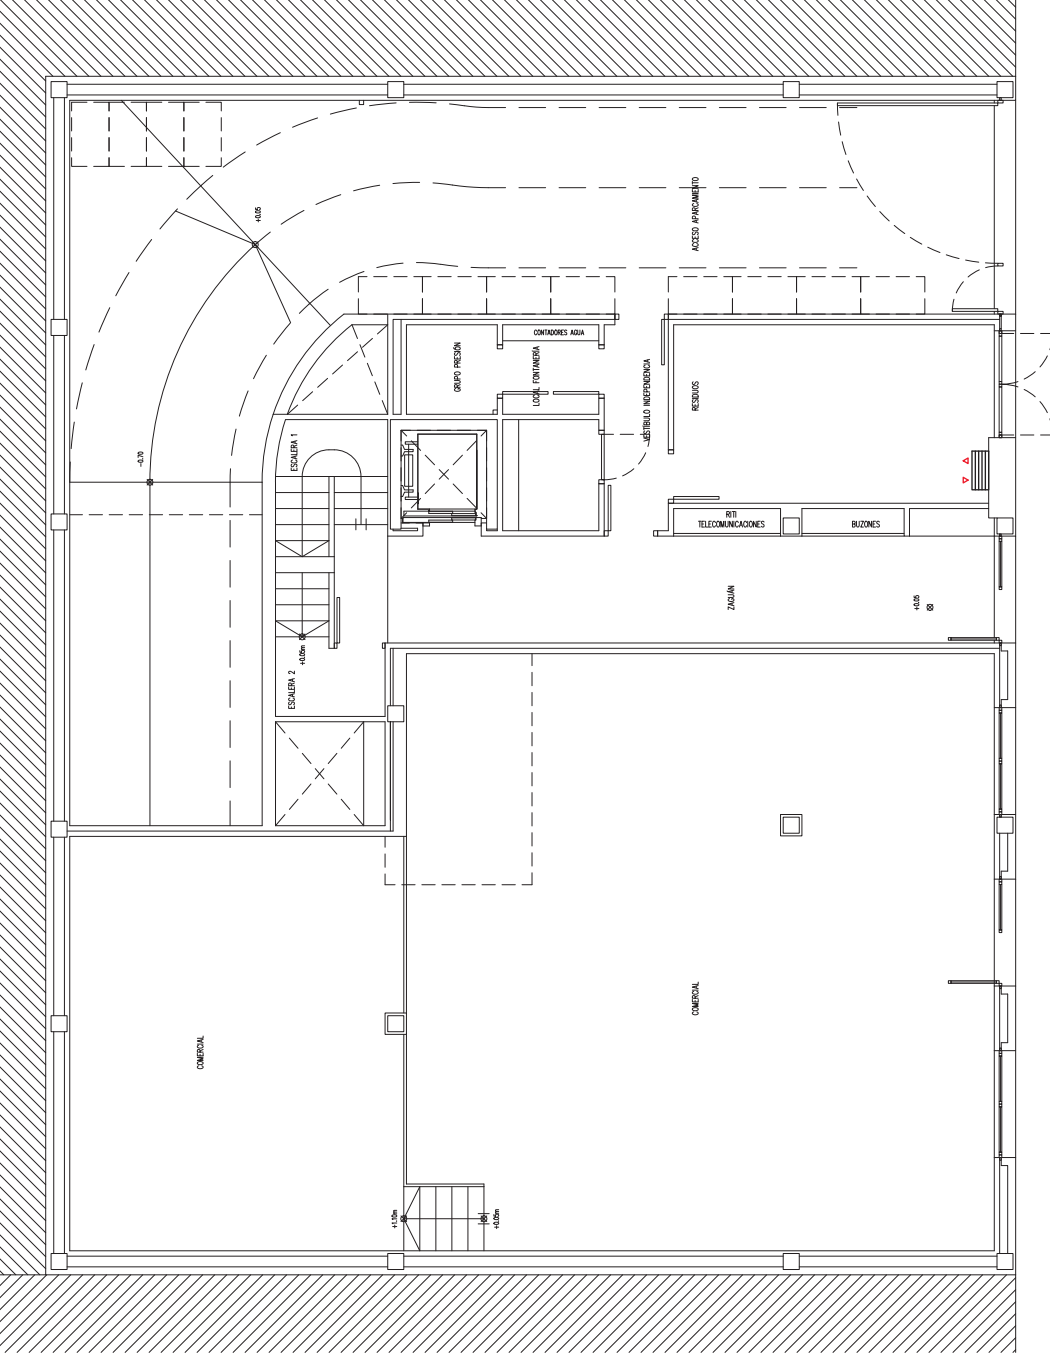 +0.05
ACCESO APARCAMIENTO
CONTADORES AGUA
GRUPO PRESIÓN
LOCAL FONTANERÍA
VESTÍBULO INDEPENDENCIA
RESIDUOS
-0.70
ESCALERA 1
RITI
TELECOMUNICACIONES
BUZONES
ZAGUÁN
+0.05
+0.05m
ESCALERA 2
COMERCIAL
COMERCIAL
+1.10m
+0.05m